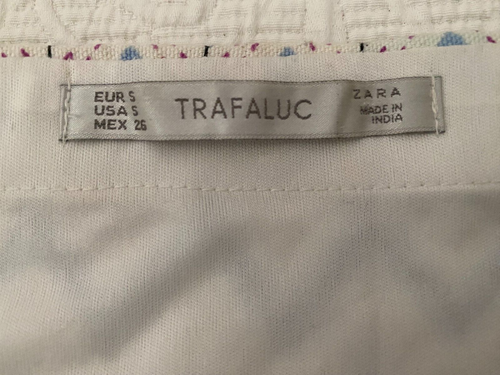 EUR S
USA S
MEX 26
TRAFALUC
ZARA
MADE IN
INDIA